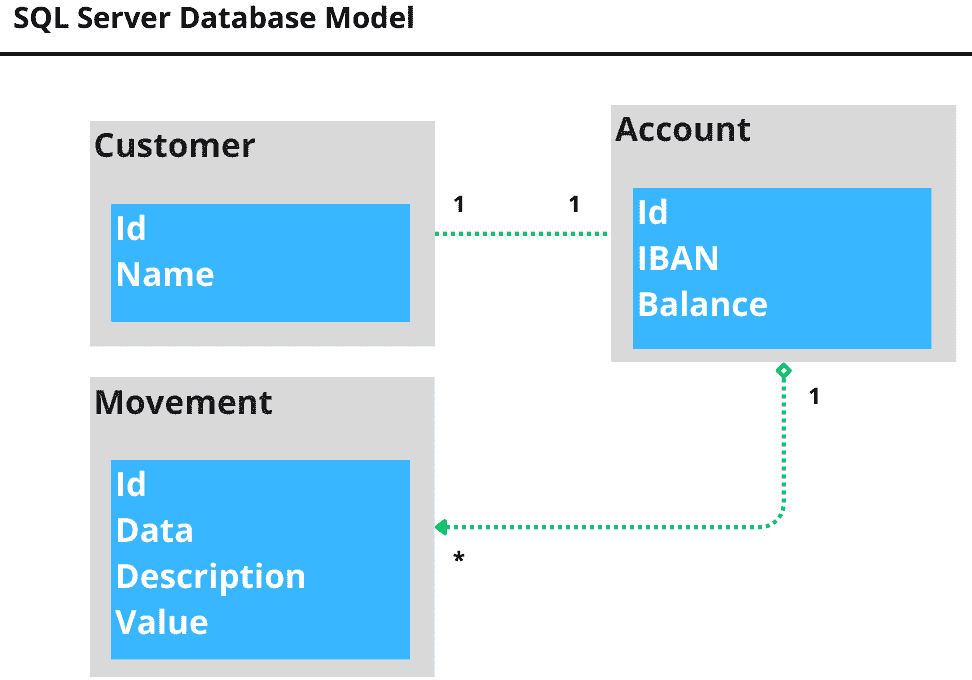 SQL Server Database Model
Customer
Id
Name
1
1
Account
Id
IBAN
Balance
1
Movement
Id
Data
Description
Value
*